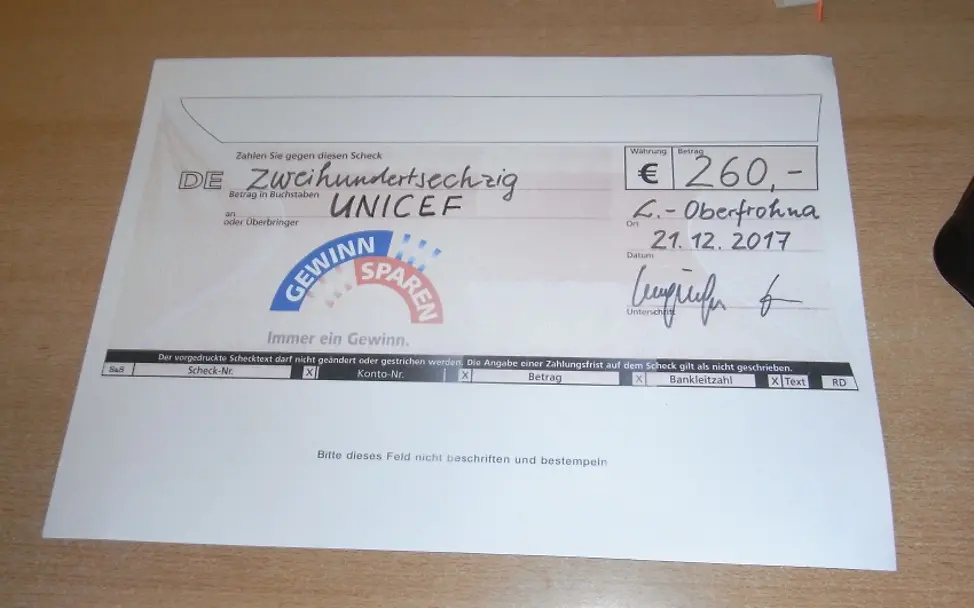 Zahlen Sie gegen diesen Scheck
Währung Betrag
DE Zweihundertsechzig € 260,-
Betrag in Buchstaben
UNICEF
an
oder Überbringer
L.-Oberfrohna
Ort
21.12.2017
Datum
Unterschrift
GEWINN
SPAREN
Immer ein Gewinn.
Der vorgedruckte Schecktext darf nicht geändert oder gestrichen werden. Die Angabe einer Zahlungsfrist auf dem Scheck gilt als nicht geschrieben.
Scheck-Nr. X Konto-Nr. X Betrag X Bankleitzahl X Text RD
Bitte dieses Feld nicht beschriften und bestempeln